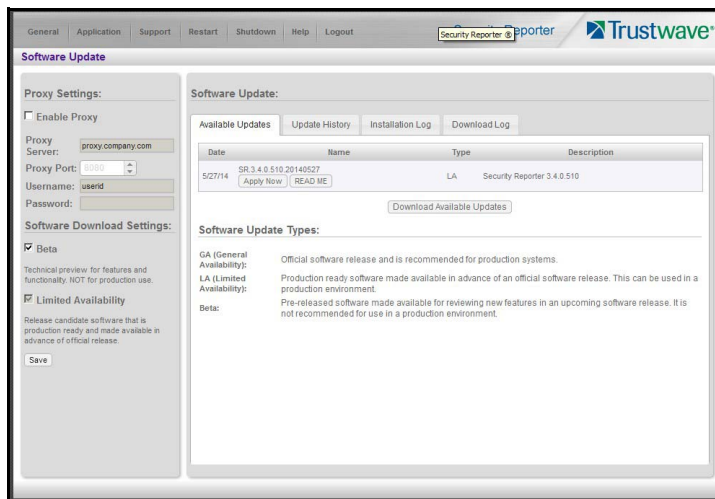 General Application Support Restart Shutdown Help Logout
Security Reporter ®
eporter
Trustwave®
Software Update
Proxy Settings:
Enable Proxy
Proxy Server: proxy.company.com
Proxy Port: 8080
Username: userid
Password:
Software Download Settings:
Beta
Technical preview for features and
functionality. NOT for production use.
Limited Availability
Release candidate software that is
production ready and made available in
advance of official release.
Save
Software Update:
Available Updates Update History Installation Log Download Log
Date Name Type Description
5/27/14 SR.3.4.0.510.20140527 LA Security Reporter 3.4.0.510
Apply Now READ ME
Download Available Updates
Software Update Types:
GA (General Availability): Official software release and is recommended for production systems.
LA (Limited Availability): Production ready software made available in advance of an official software release. This can be used in a
production environment.
Beta: Pre-released software made available for reviewing new features in an upcoming software release. It is
not recommended for use in a production environment.